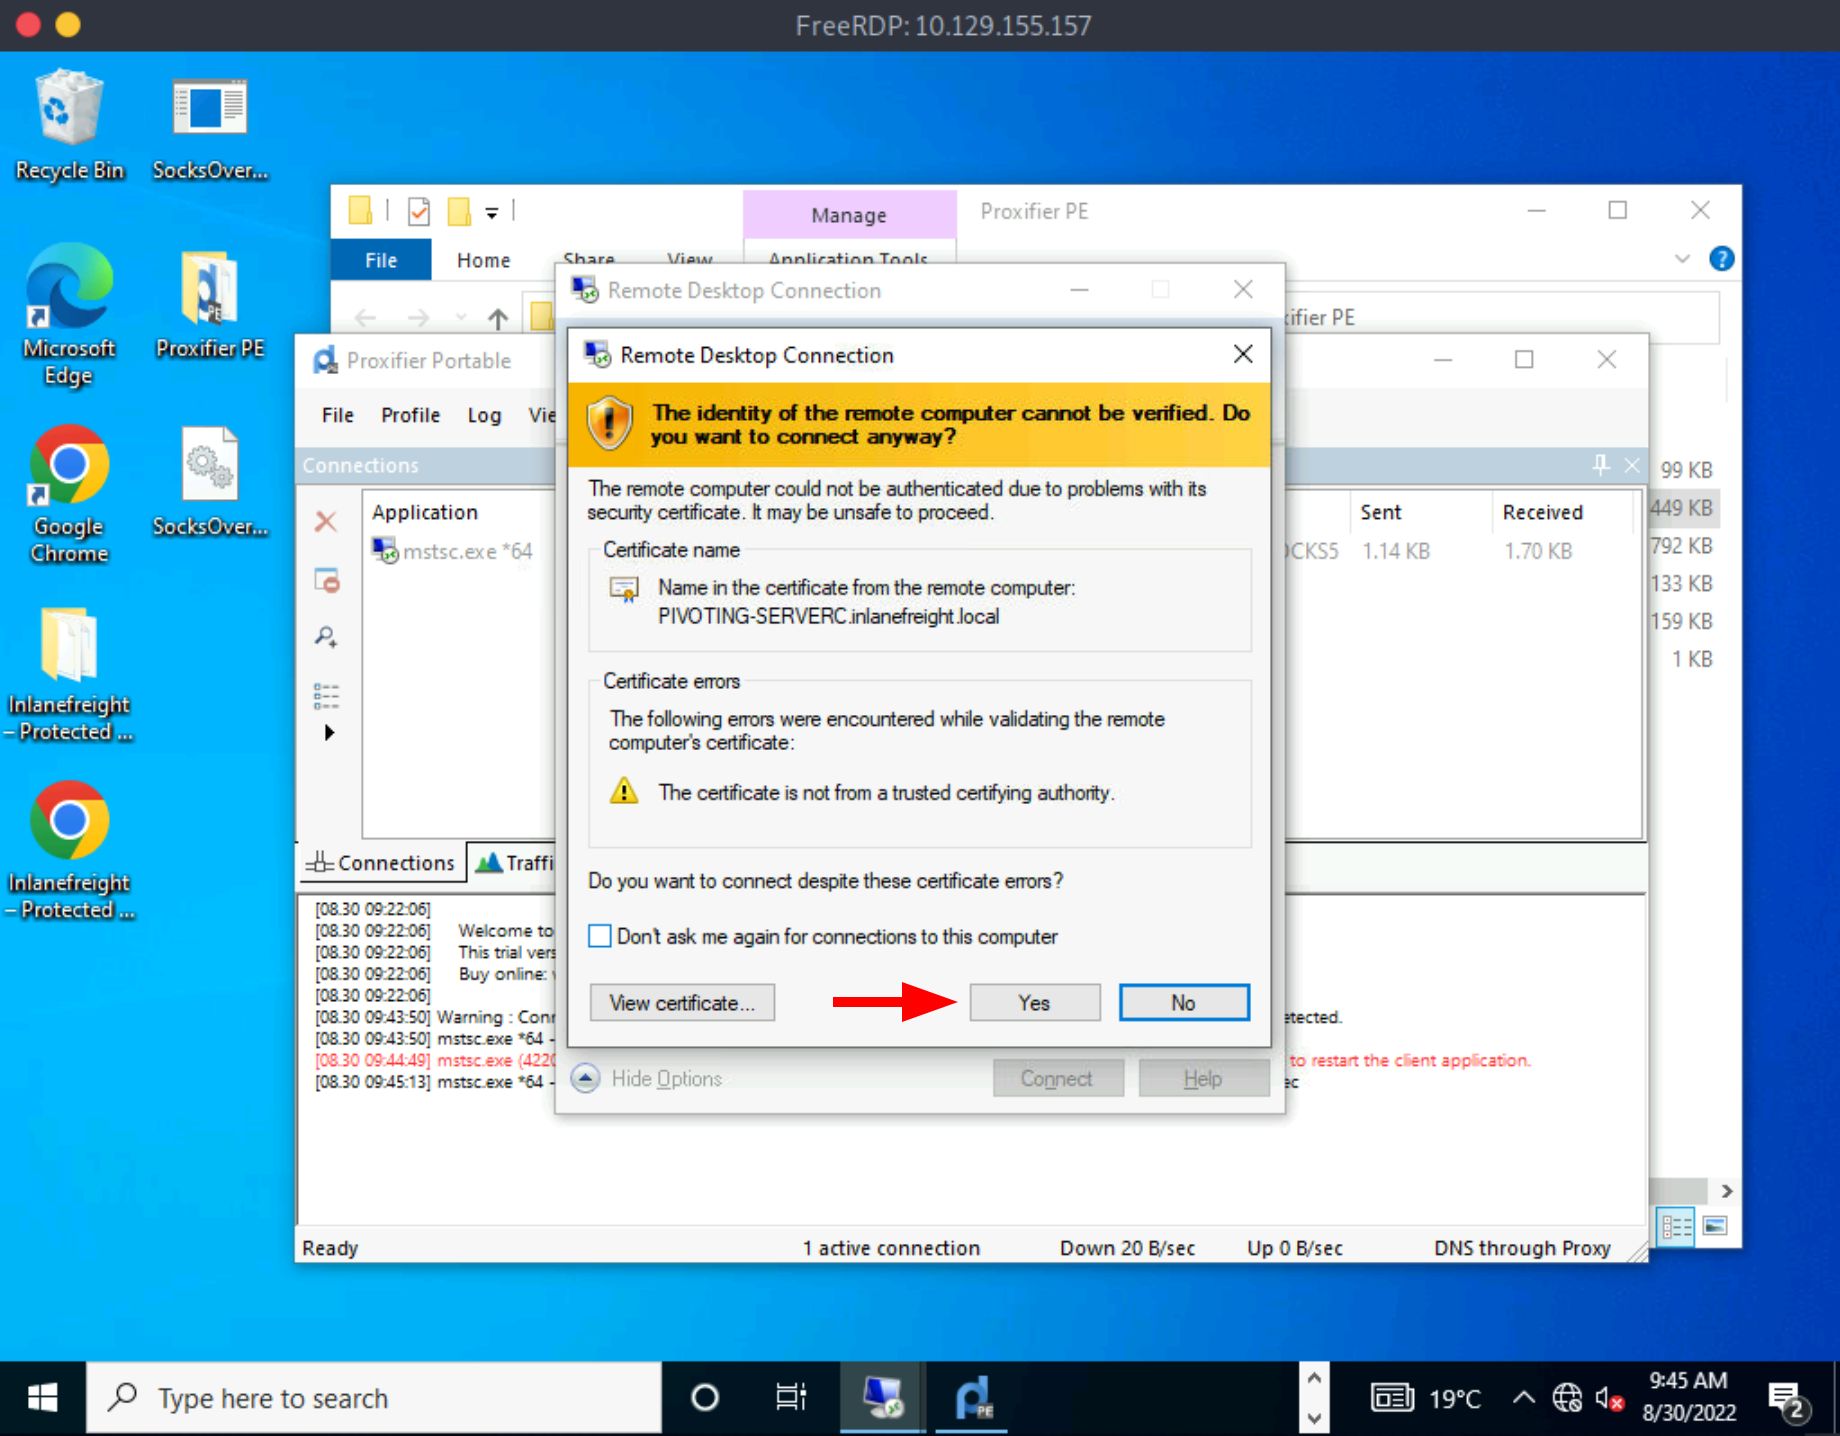 FreeRDP: 10.129.155.157
Recycle Bin
SocksOver...
Microsoft
Edge
Proxifier PE
Google
Chrome
SocksOver...
Inlanefreight
– Protected ...
Inlanefreight
– Protected ...
Manage
Proxifier PE
File
Home
Share
View
Application Tools
xifier PE
99 KB
449 KB
792 KB
133 KB
159 KB
1 KB
Proxifier Portable
File
Profile
Log
Vie
Connections
Application
Sent
Received
mstsc.exe *64
OCKS5
1.14 KB
1.70 KB
Connections
Traffi
[08.30 09:22:06]
[08.30 09:22:06] Welcome to
[08.30 09:22:06] This trial vers
[08.30 09:22:06] Buy online:
[08.30 09:22:06]
[08.30 09:43:50] Warning : Conn
etected.
[08.30 09:43:50] mstsc.exe *64 -
[08.30 09:44:49] mstsc.exe (4220
to restart the client application.
[08.30 09:45:13] mstsc.exe *64 -
ec
Ready
1 active connection
Down 20 B/sec
Up 0 B/sec
DNS through Proxy
Remote Desktop Connection
Remote Desktop Connection
The identity of the remote computer cannot be verified. Do
you want to connect anyway?
The remote computer could not be authenticated due to problems with its
security certificate. It may be unsafe to proceed.
Certificate name
Name in the certificate from the remote computer:
PIVOTING-SERVERC.inlanefreight.local
Certificate errors
The following errors were encountered while validating the remote
computer's certificate:
The certificate is not from a trusted certifying authority.
Do you want to connect despite these certificate errors?
Don't ask me again for connections to this computer
View certificate...
Yes
No
Hide Options
Connect
Help
Type here to search
PE
19°C
9:45 AM
8/30/2022
2